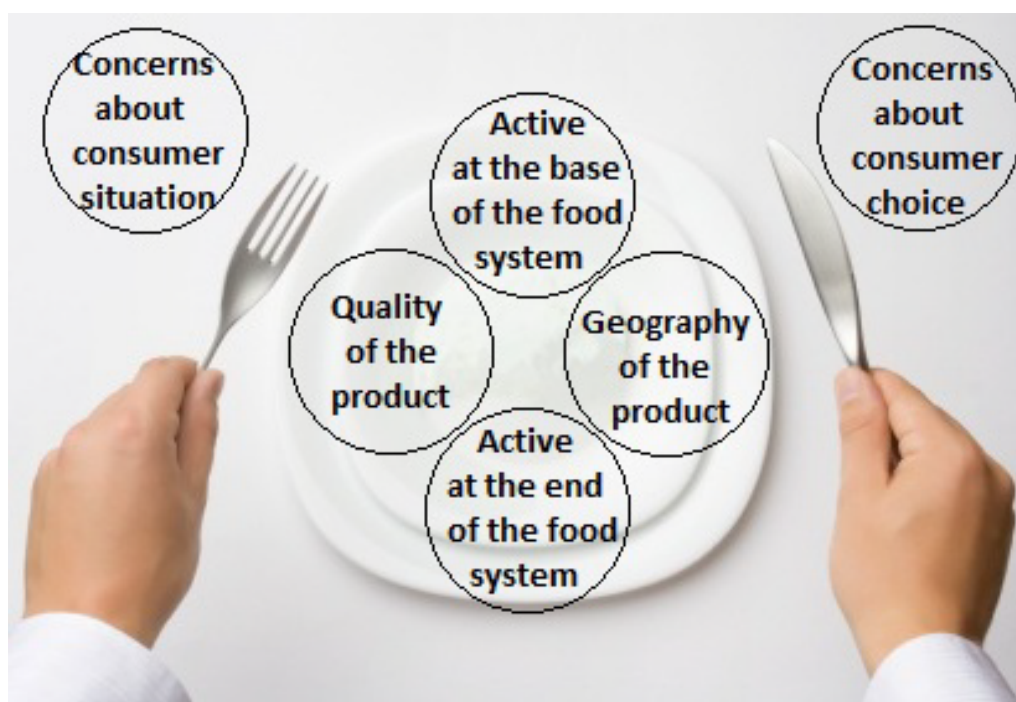 Concerns
about
consumer
situation
Concerns
about
consumer
choice
Active
at the base
of the food
system
Quality
of the
product
Geography
of the
product
Active
at the end
of the food
system